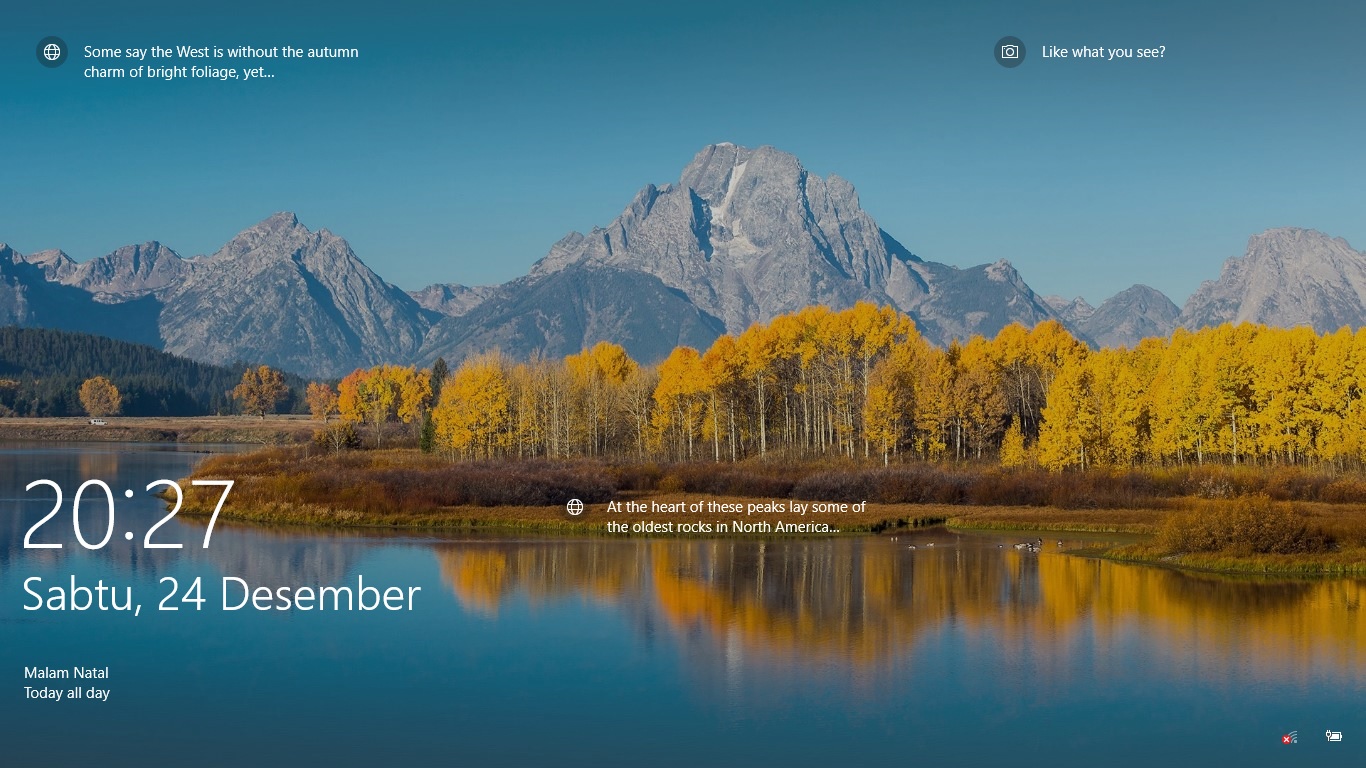 Some say the West is without the autumn
charm of bright foliage, yet...
Like what you see?
20:27
At the heart of these peaks lay some of
the oldest rocks in North America...
Sabtu, 24 Desember
Malam Natal
Today all day